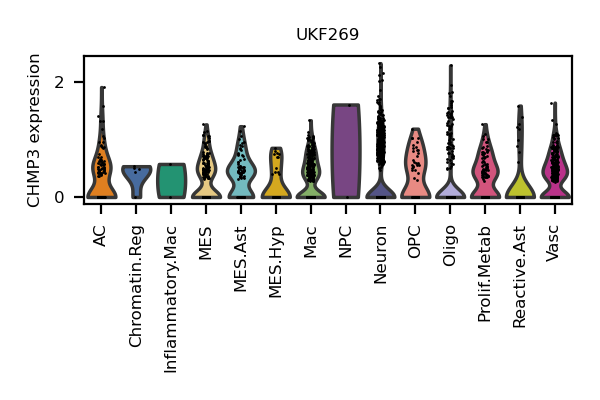 UKF269
CHMP3 expression
2
0
AC
Chromatin.Reg
Inflammatory.Mac
MES
MES.Ast
MES.Hyp
Mac
NPC
Neuron
OPC
Oligo
Prolif.Metab
Reactive.Ast
Vasc